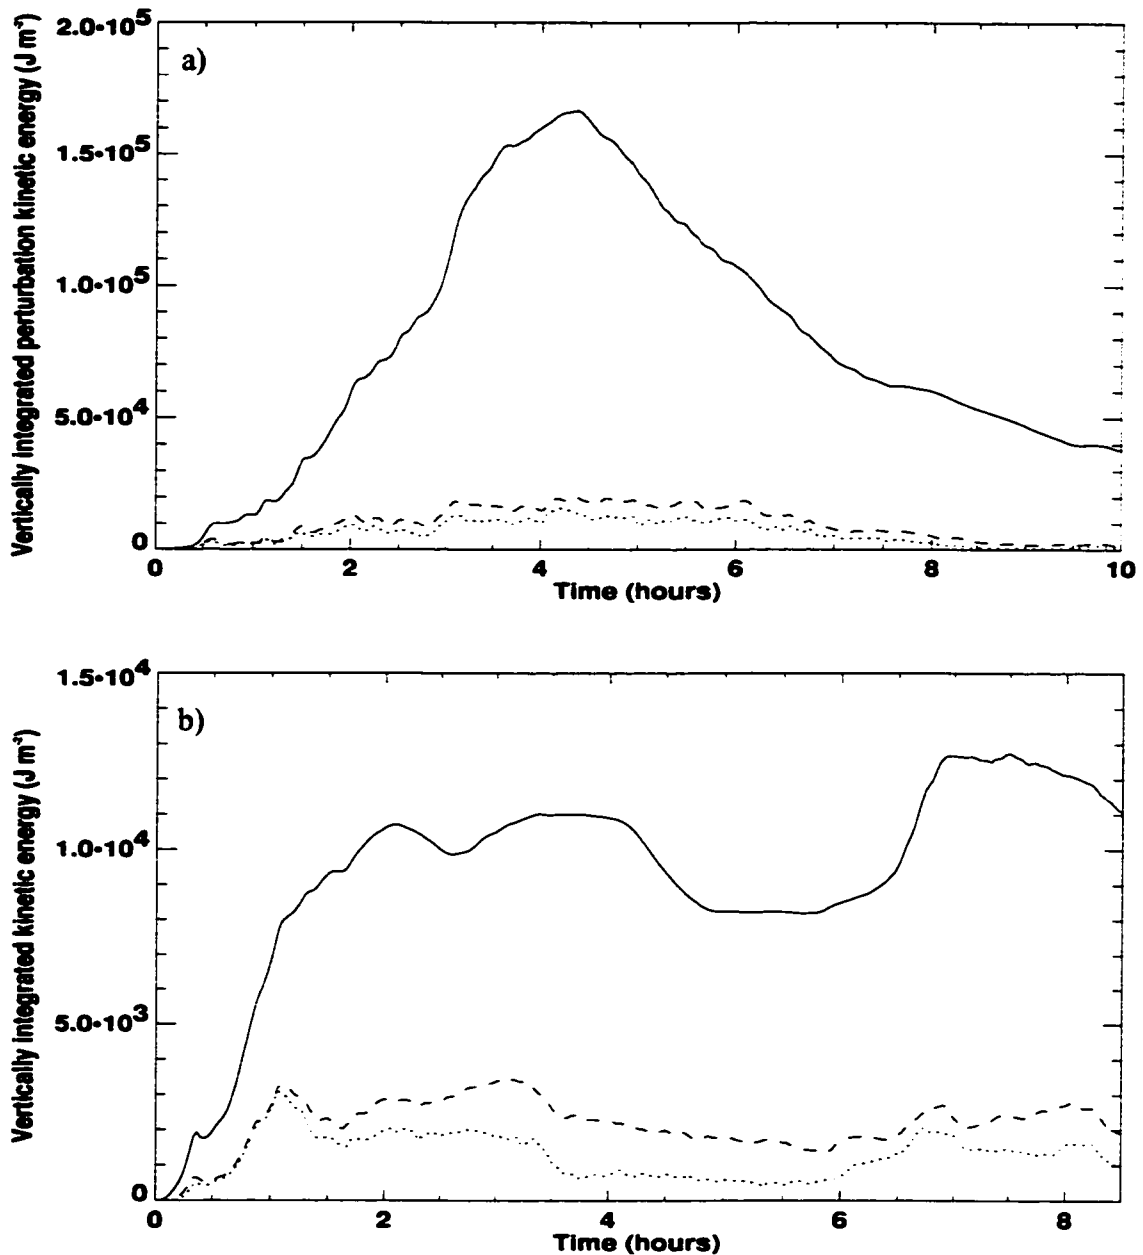 a)
Vertically integrated perturbation kinetic energy (J m⁻²)
2.0•10⁵
1.5•10⁵
1.0•10⁵
5.0•10⁴
0
0 2 4 6 8 10
Time (hours)
b)
Vertically integrated kinetic energy (J m⁻²)
1.5•10⁴
1.0•10⁴
5.0•10³
0
0 2 4 6 8
Time (hours)